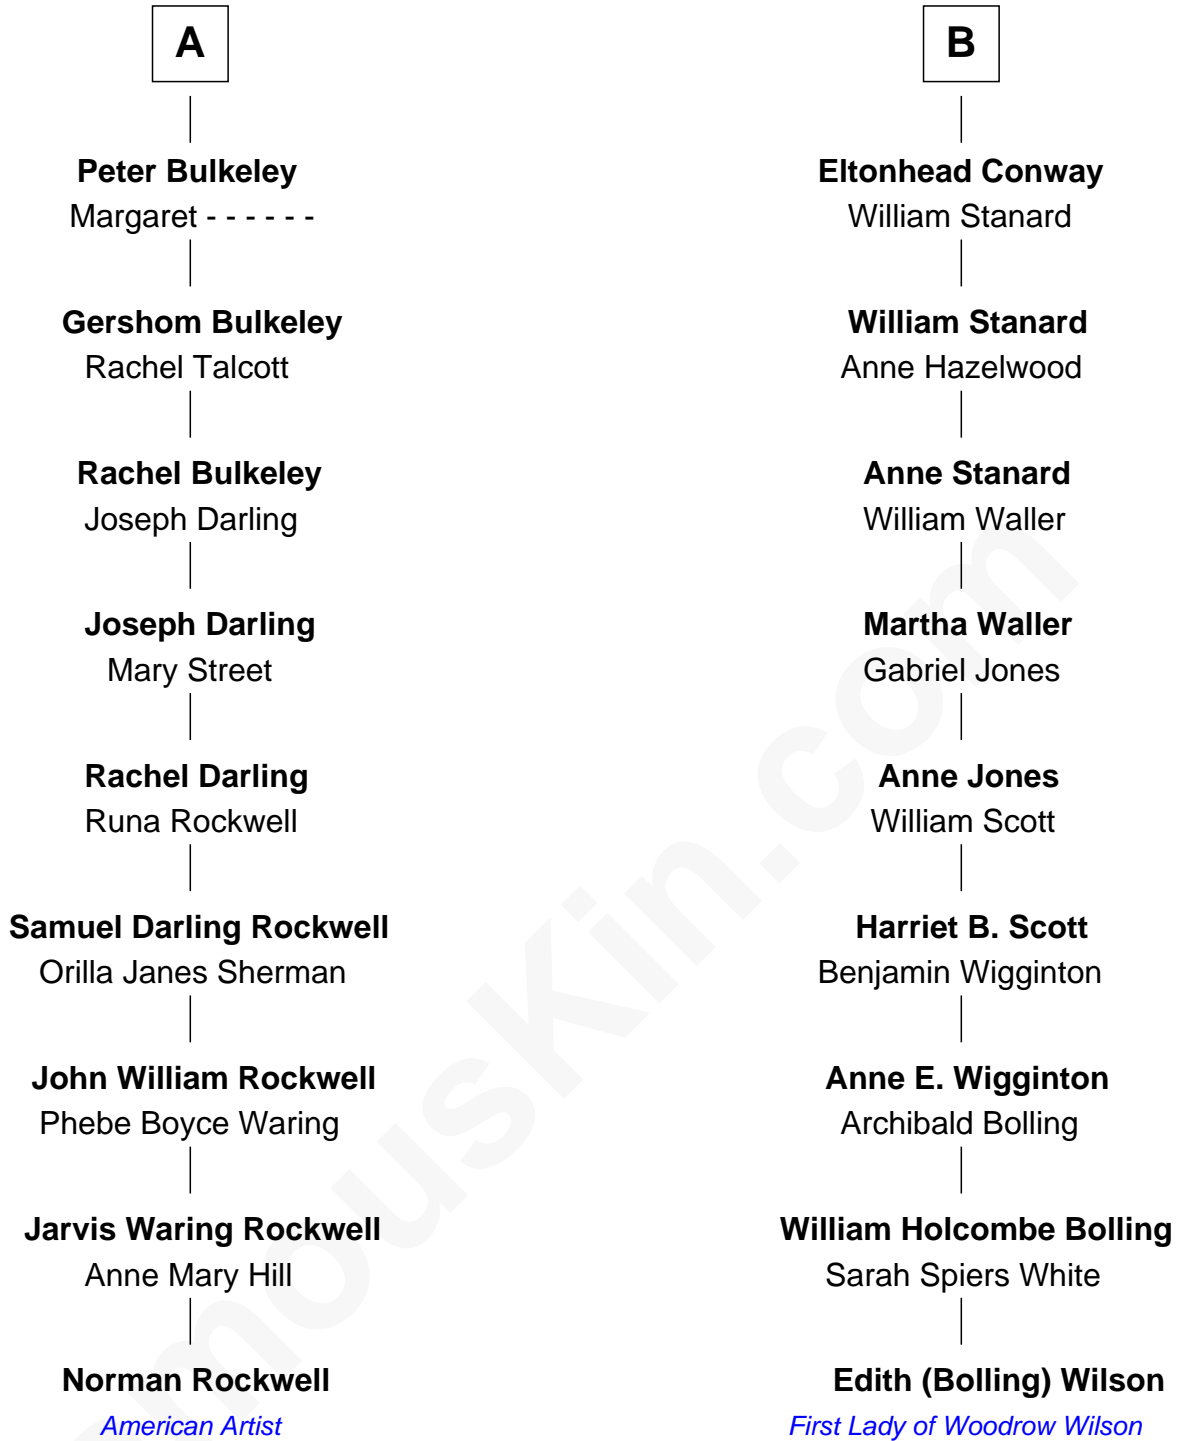 A
Peter Bulkeley
Margaret - - - - - -
Gershom Bulkeley
Rachel Talcott
Rachel Bulkeley
Joseph Darling
Joseph Darling
Mary Street
Rachel Darling
Runa Rockwell
Samuel Darling Rockwell
Orilla Janes Sherman
John William Rockwell
Phebe Boyce Waring
Jarvis Waring Rockwell
Anne Mary Hill
Norman Rockwell
American Artist
B
Eltonhead Conway
William Stanard
William Stanard
Anne Hazelwood
Anne Stanard
William Waller
Martha Waller
Gabriel Jones
Anne Jones
William Scott
Harriet B. Scott
Benjamin Wigginton
Anne E. Wigginton
Archibald Bolling
William Holcombe Bolling
Sarah Spiers White
Edith (Bolling) Wilson
First Lady of Woodrow Wilson
mousKin.com